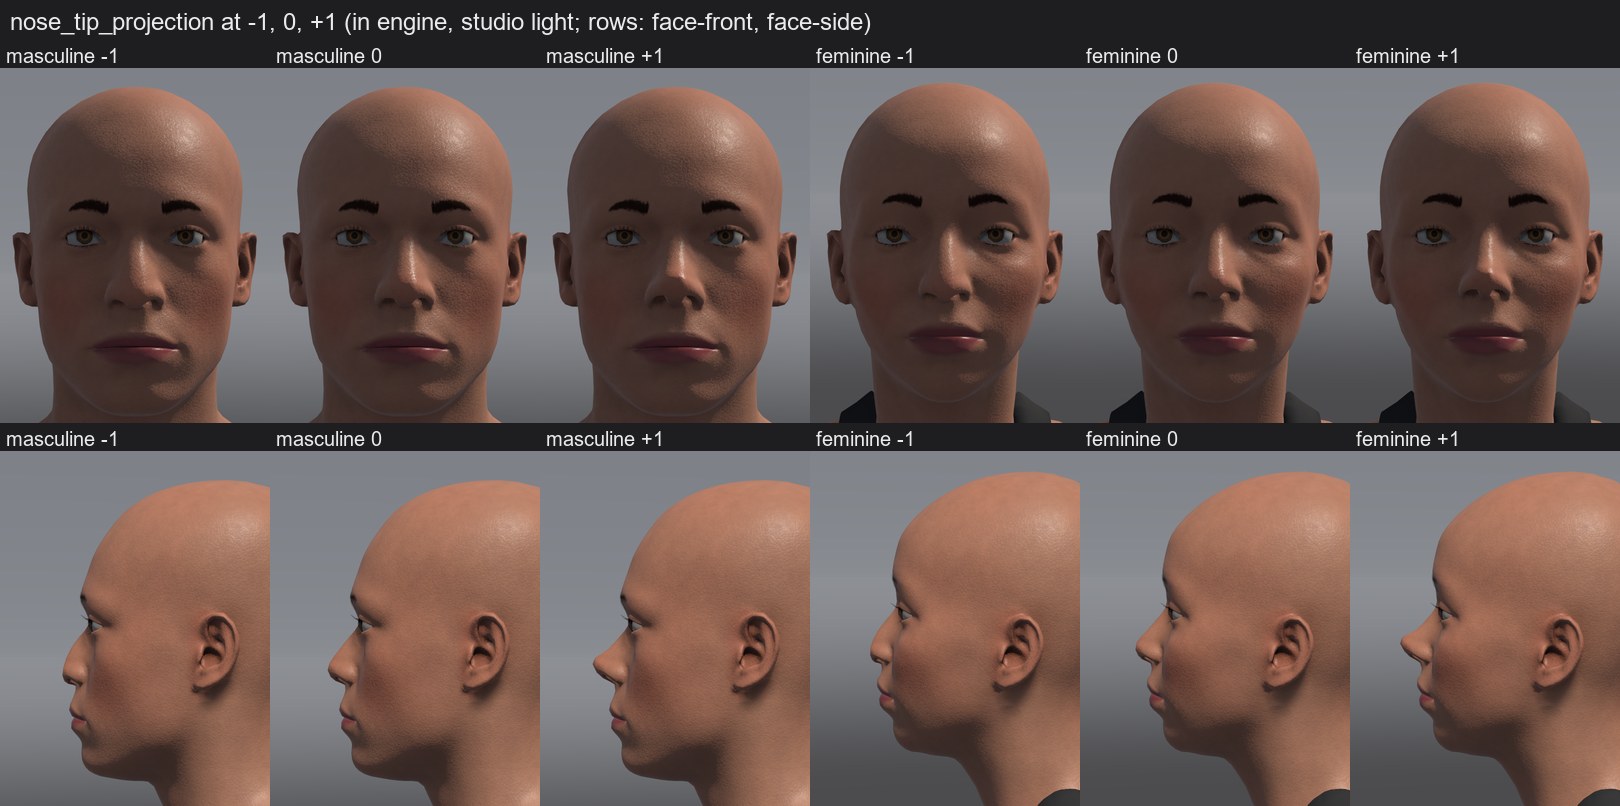 nose_tip_projection at -1, 0, +1 (in engine, studio light; rows: face-front, face-side)
masculine -1 masculine 0 masculine +1 feminine -1 feminine 0 feminine +1
masculine -1 masculine 0 masculine +1 feminine -1 feminine 0 feminine +1